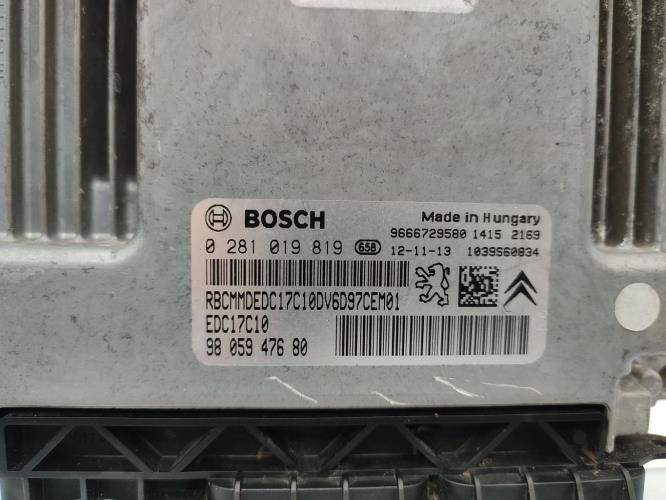 BOSCH
Made in Hungary
9666729580 1415 2169
0 281 019 819 658 12-11-13 1039S60834
RBCMMDEDC17C10DV6D97CEM01
EDC17C10
98 059 476 80